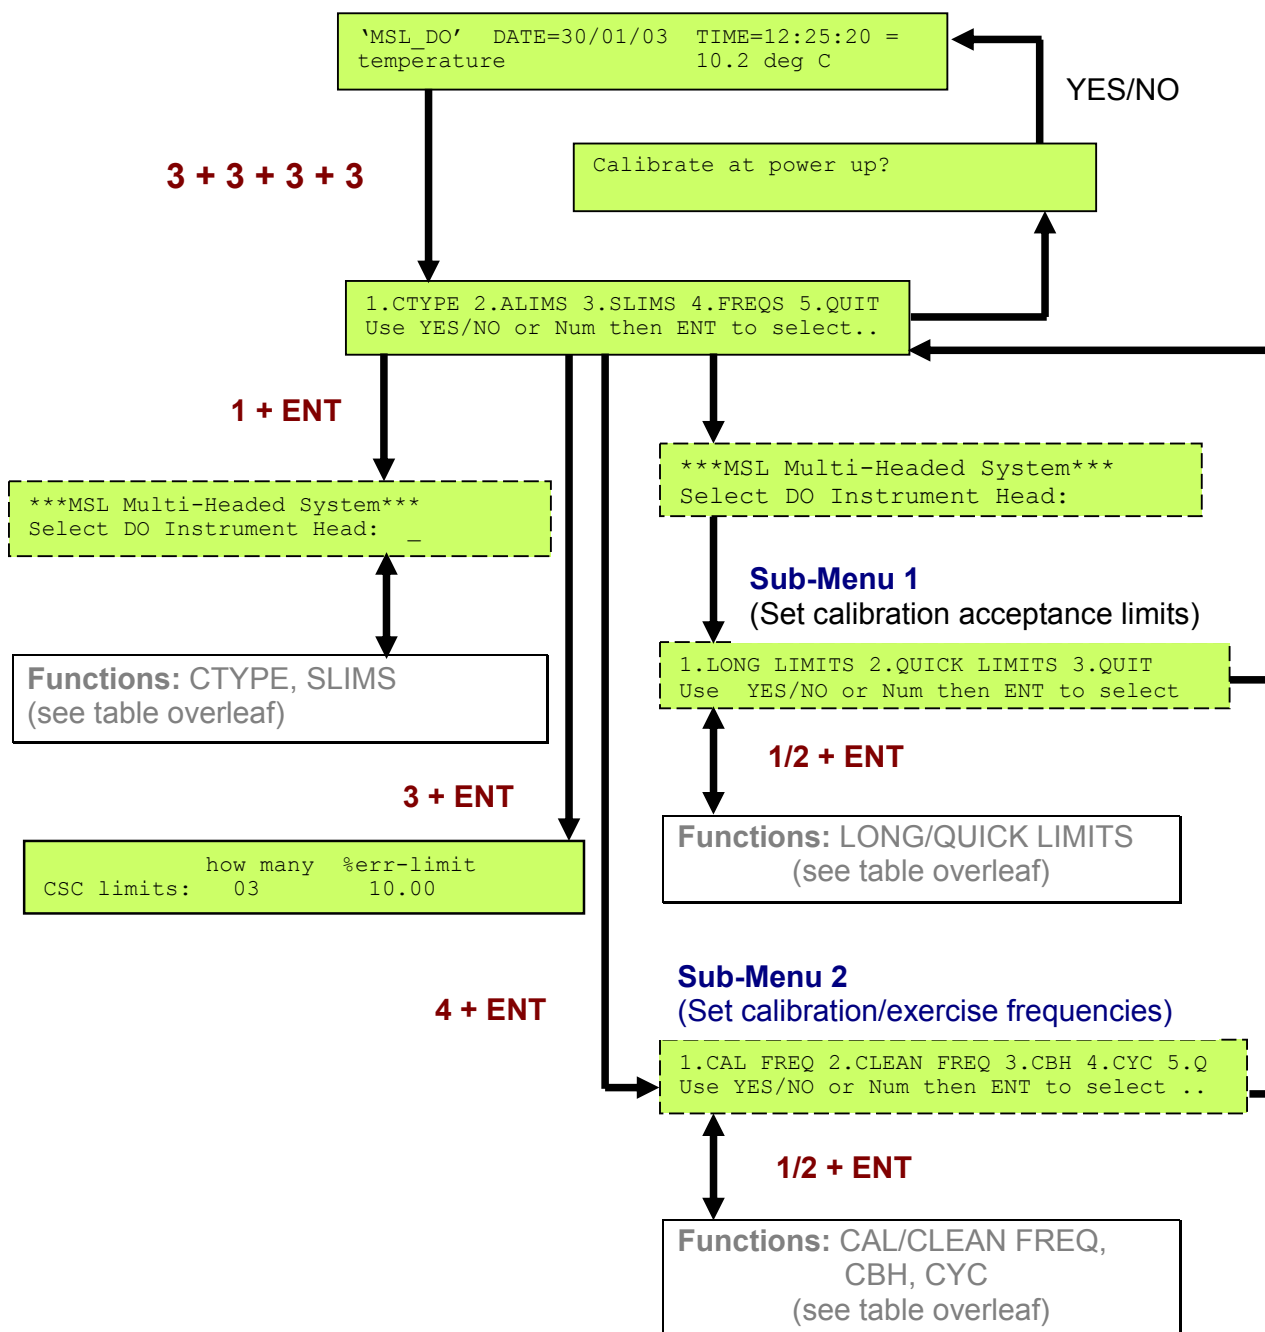 ‘MSL_DO’ DATE=30/01/03 TIME=12:25:20 =
temperature 10.2 deg C
YES/NO
Calibrate at power up?
3 + 3 + 3 + 3
1.CTYPE 2.ALIMS 3.SLIMS 4.FREQS 5.QUIT
Use YES/NO or Num then ENT to select..
1 + ENT
***MSL Multi-Headed System***
Select DO Instrument Head: _
***MSL Multi-Headed System***
Select DO Instrument Head:
Sub-Menu 1
(Set calibration acceptance limits)
1.LONG LIMITS 2.QUICK LIMITS 3.QUIT
Use YES/NO or Num then ENT to select
Functions: CTYPE, SLIMS
(see table overleaf)
1/2 + ENT
3 + ENT
Functions: LONG/QUICK LIMITS
(see table overleaf)
how many %err-limit
CSC limits: 03 10.00
Sub-Menu 2
(Set calibration/exercise frequencies)
4 + ENT
1.CAL FREQ 2.CLEAN FREQ 3.CBH 4.CYC 5.Q
Use YES/NO or Num then ENT to select ..
1/2 + ENT
Functions: CAL/CLEAN FREQ,
CBH, CYC
(see table overleaf)